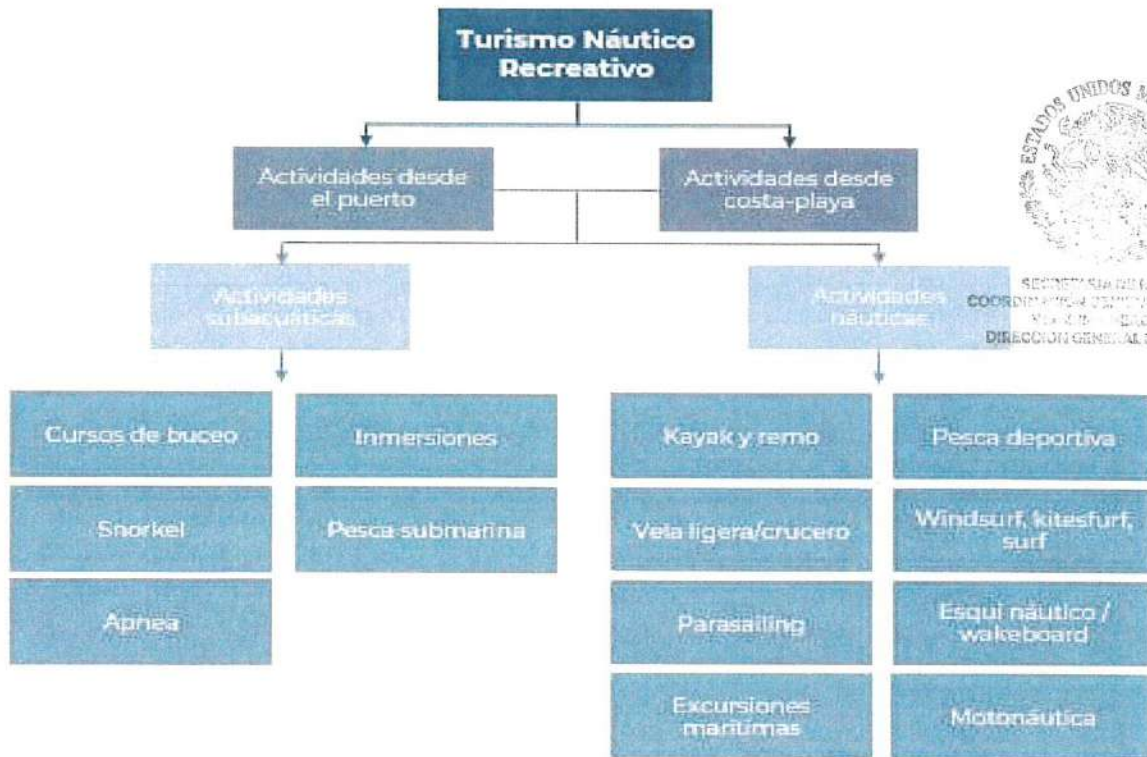 Turismo Náutico
Recreativo
Actividades desde
el puerto
Actividades desde
costa-playa
Actividades
subacuáticas
Actividades
náuticas
Cursos de buceo
Inmersiones
Snorkel
Pesca submarina
Apnea
Kayak y remo
Pesca deportiva
Vela ligera/crucero
Windsurf, kitesfurf,
surf
Parasailing
Esquí náutico /
wakeboard
Excursiones
marítimas
Motonáutica
ESTADOS UNIDOS
DIRECCION GENERAL